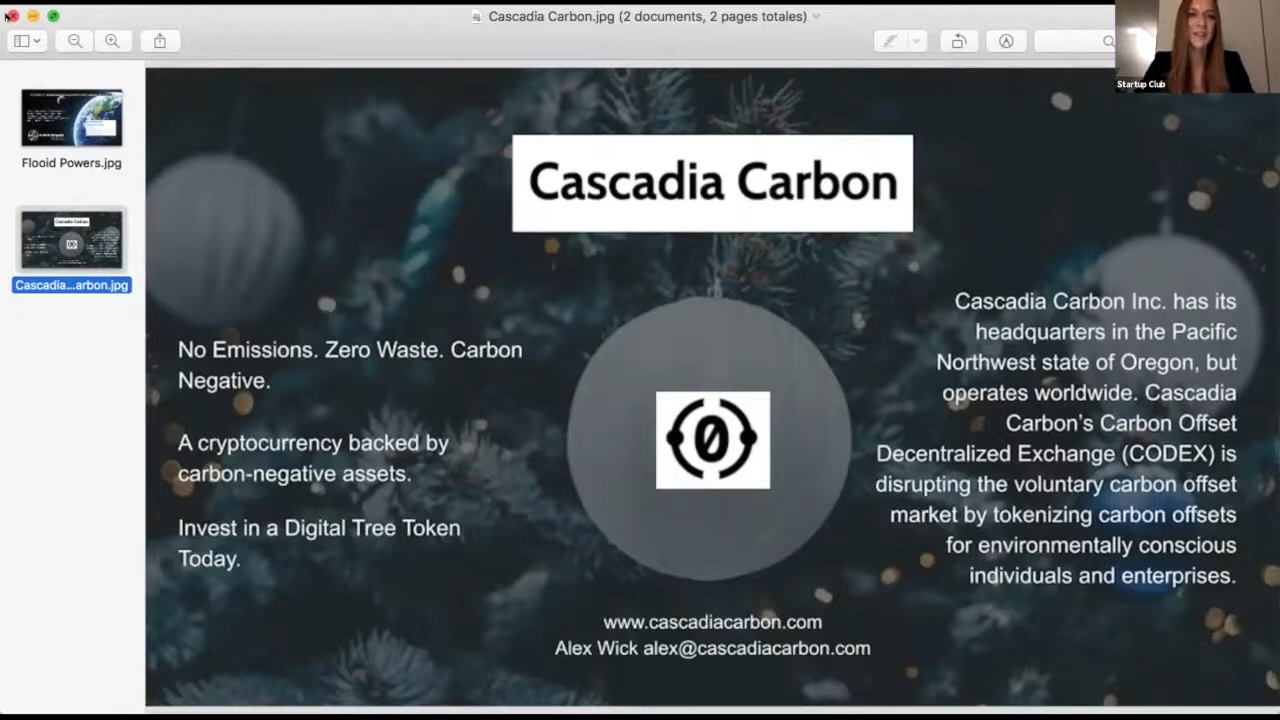 Cascadia Carbon.jpg (2 documents, 2 pages totales)
Startup Club
Flooid Powers.jpg
Cascadia...arbon.jpg
Cascadia Carbon
No Emissions. Zero Waste. Carbon
Negative.
A cryptocurrency backed by
carbon-negative assets.
Invest in a Digital Tree Token
Today.
0
Cascadia Carbon Inc. has its
headquarters in the Pacific
Northwest state of Oregon, but
operates worldwide. Cascadia
Carbon's Carbon Offset
Decentralized Exchange (CODEX) is
disrupting the voluntary carbon offset
market by tokenizing carbon offsets
for environmentally conscious
individuals and enterprises.
www.cascadiacarbon.com
Alex Wick alex@cascadiacarbon.com